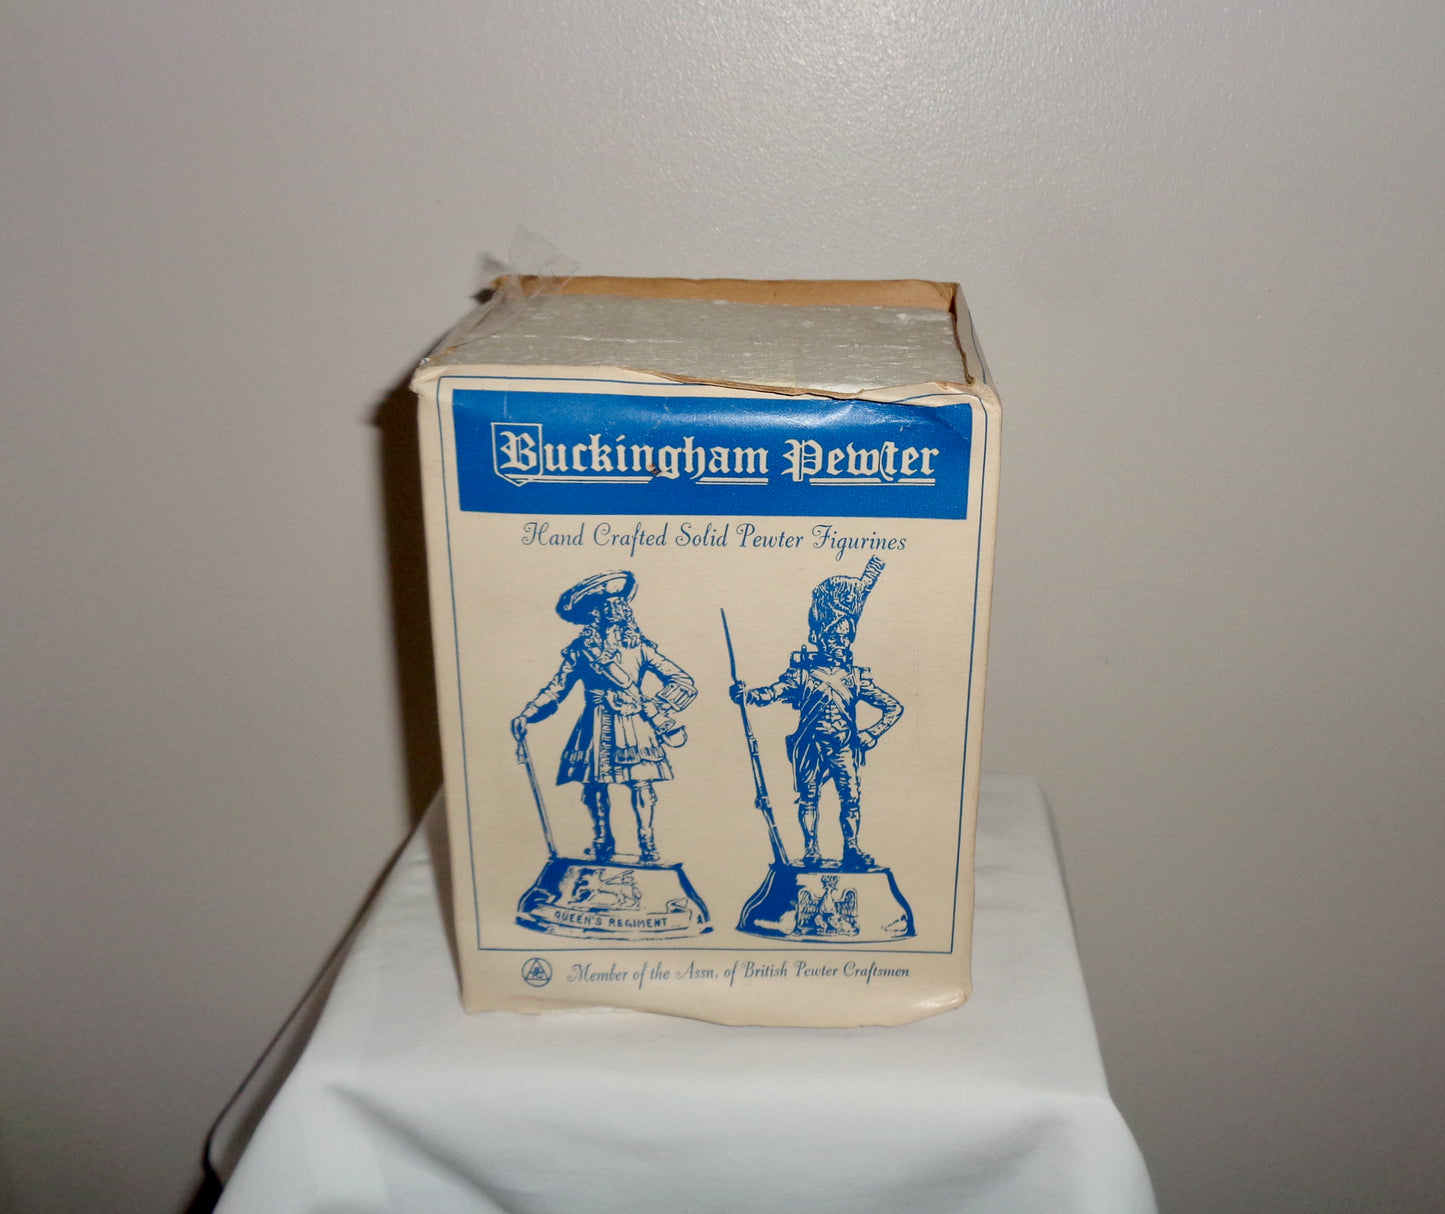 Buckingham Pewter
Hand Crafted Solid Pewter Figurines
QUEEN'S REGIMENT
Member of the Assn. of British Pewter Craftsmen